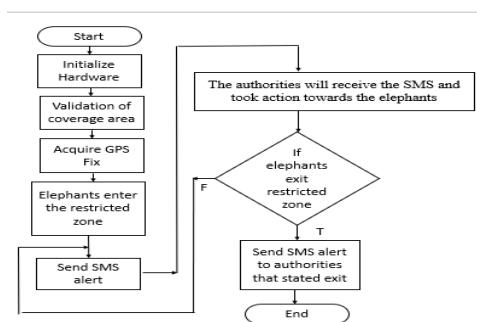 Start
Initialize
Hardware
Validation of
coverage area
Acquire GPS
Fix
Elephants enter
the restricted
zone
Send SMS
alert
The authorities will receive the SMS and
took action towards the elephants
If
elephants
exit
restricted
zone
F
T
Send SMS alert
to authorities
that stated exit
End